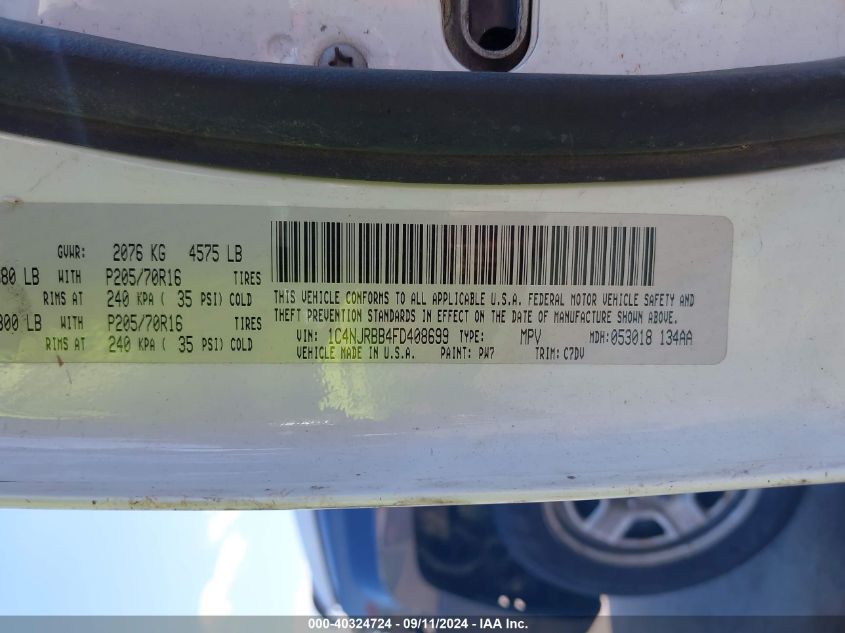 GVWR: 2076 KG 4575 LB
80 LB WITH P205/70R16 TIRES
RIMS AT 240 KPA ( 35 PSI) COLD
800 LB WITH P205/70R16 TIRES
RIMS AT 240 KPA ( 35 PSI) COLD
THIS VEHICLE CONFORMS TO ALL APPLICABLE U.S.A. FEDERAL MOTOR VEHICLE SAFETY AND
THEFT PREVENTION STANDARDS IN EFFECT ON THE DATE OF MANUFACTURE SHOWN ABOVE.
VIN: 1C4NJRBB4FD408699 TYPE: MPV MDH: 053018 134AA
VEHICLE MADE IN U.S.A. PAINT: PW7 TRIM: C7DV
000-40324724 - 09/11/2024 - IAA Inc.